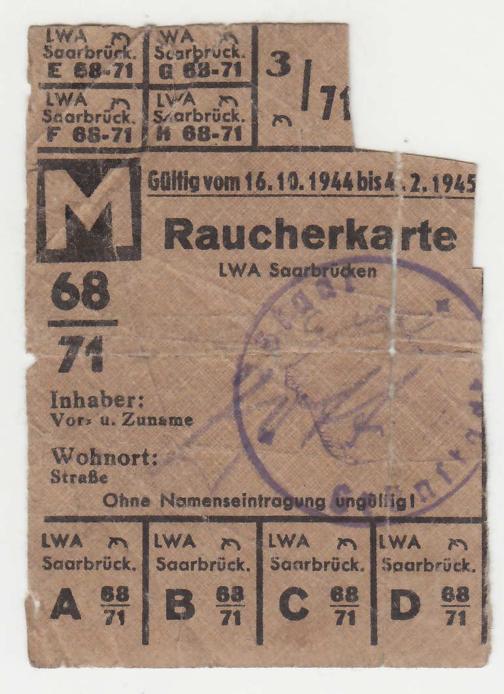 LWA
Saarbrück.
E 68-71
WA
Saarbrück.
G 68-71
3/71
LWA
Saarbrück.
F 68-71
LWA
Saarbrück.
H 68-71
M
Gültig vom 16.10.1944 bis 4.2.1945
Raucherkarte
LWA Saarbrücken
68
71
Inhaber:
Vor- u. Zuname
Wohnort:
Straße
Ohne Namenseintragung ungültig!
LWA
Saarbrück.
A 68/71
LWA
Saarbrück.
B 68/71
LWA
Saarbrück.
C 68/71
LWA
Saarbrück.
D 68/71